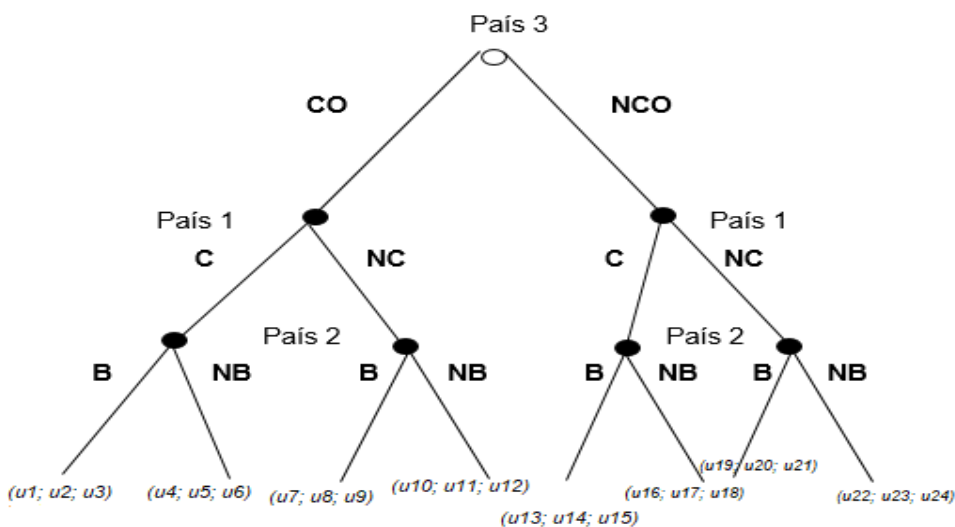 País 3
CO NCO
País 1 País 1
C NC C NC
País 2 País 2
B NB B NB B NB B NB
(u1; u2; u3) (u4; u5; u6) (u7; u8; u9) (u10; u11; u12) (u13; u14; u15) (u16; u17; u18) (u19; u20; u21) (u22; u23; u24)